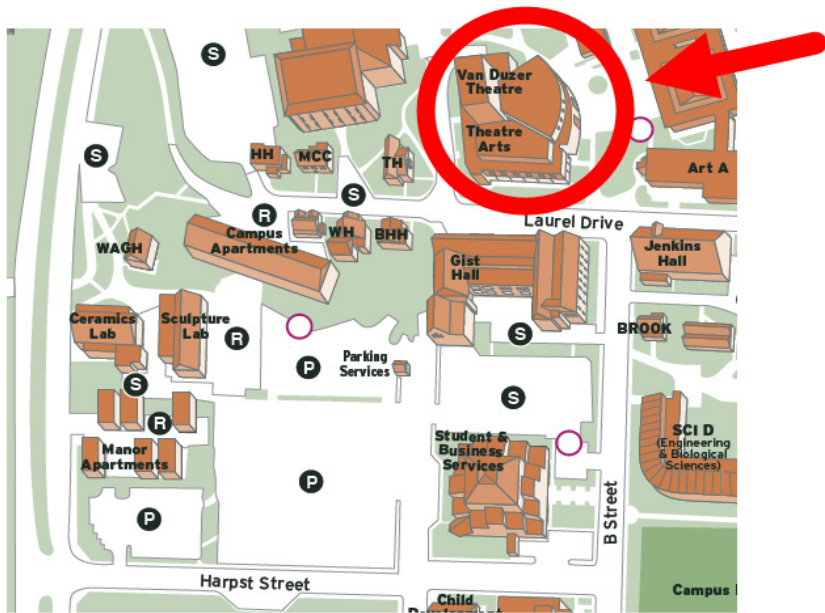 S
Van Duzer
Theatre
Theatre
Arts
HH
MCC
TH
S
S
Art A
R
WAGH
Campus
Apartments
WH
BHH
Laurel Drive
Gist
Hall
Jenkins
Hall
Ceramics
Lab
Sculpture
Lab
R
P
Parking
Services
S
BROOK
S
R
S
Manor
Apartments
Student &
Business
Services
SCI D
(Engineering
& Biological
Sciences)
P
P
B Street
Harpst Street
Child
Campus